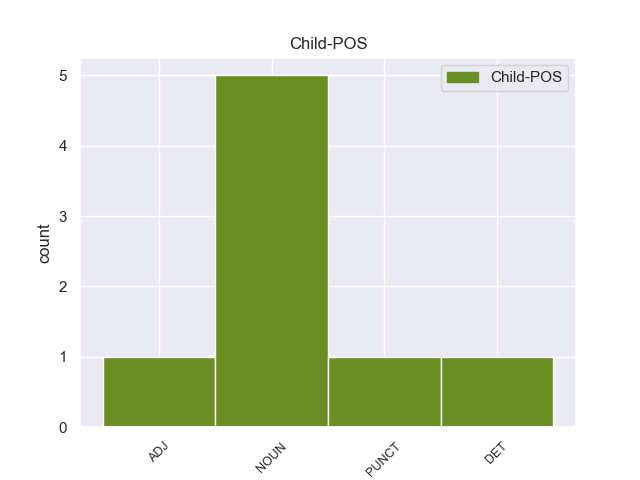 Child-POS
Child-POS
count
5
4
3
2
1
0
ADJ
NOUN
PUNCT
DET